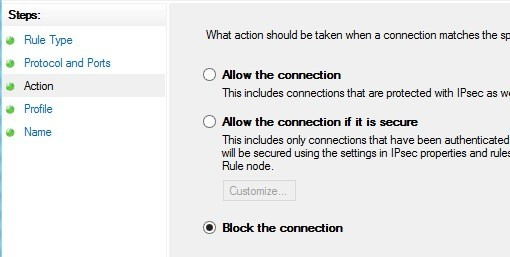 Steps:
Rule Type
Protocol and Ports
Action
Profile
Name
What action should be taken when a connection matches the
Allow the connection
This includes connections that are protected with IPsec as
Allow the connection if it is secure
This includes only connections that have been authenticated
will be secured using the settings in IPsec properties and rules
Rule node.
Customize...
Block the connection